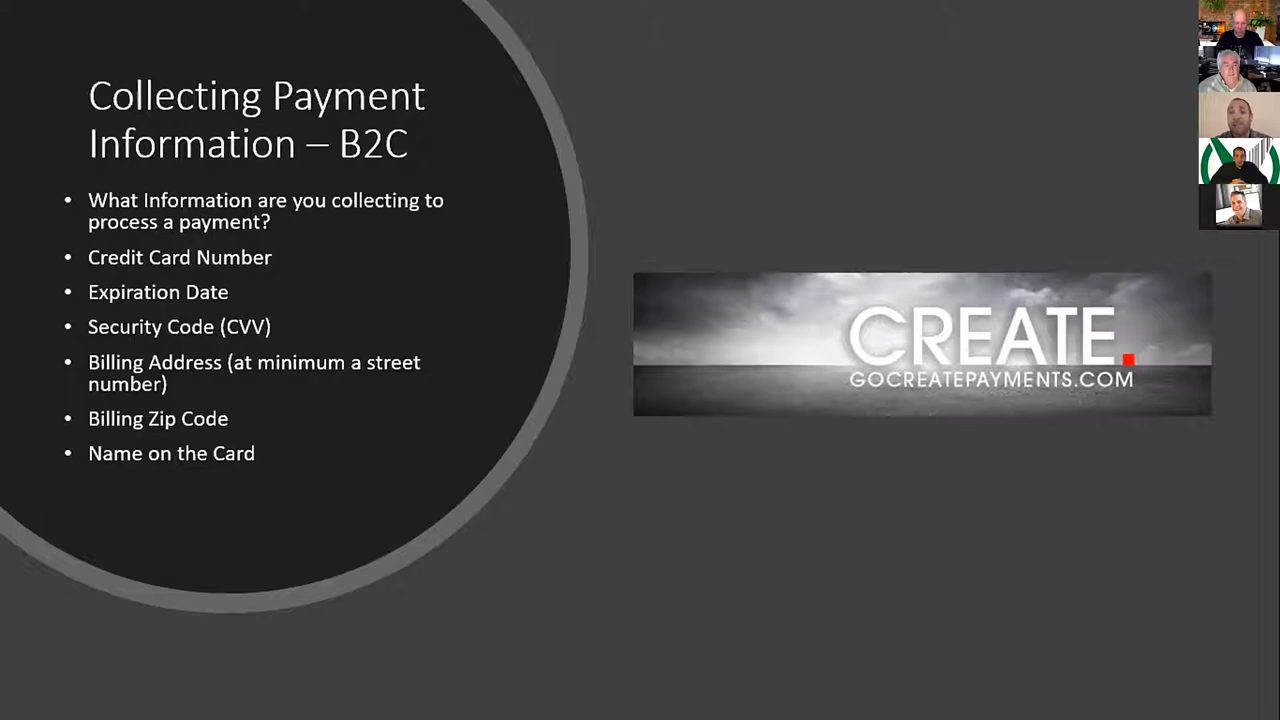 Collecting Payment
Information – B2C
• What Information are you collecting to
process a payment?
• Credit Card Number
• Expiration Date
• Security Code (CVV)
• Billing Address (at minimum a street
number)
• Billing Zip Code
• Name on the Card
CREATE.
GOCREATEPAYMENTS.COM